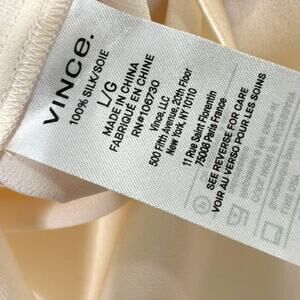 VINCE.
100% SILK/SOIE
L/G
MADE IN CHINA
FABRIQUÉ EN CHINE
RN#106730
Vince, LLC
500 Fifth Avenue, 20th Floor
New York, NY 10110
11 Rue Saint Florentin
75008 Paris France
SEE REVERSE FOR CARE
VOIR AU VERSO POUR LES SOINS